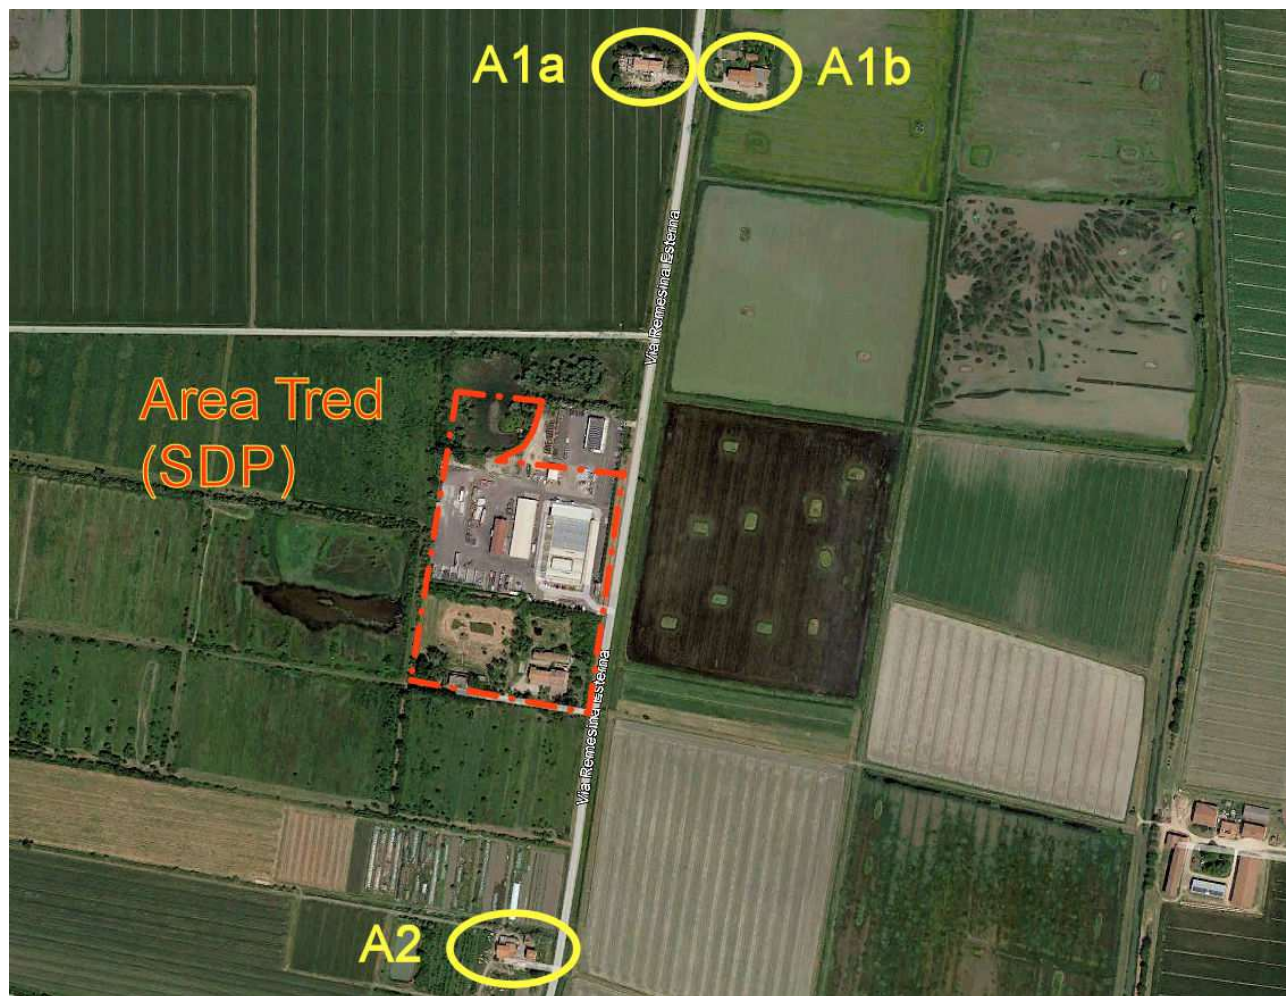 A1a
A1b
Via Remesina Esterna
Area Tred
(SDP)
Via Remesina Esterna
A2